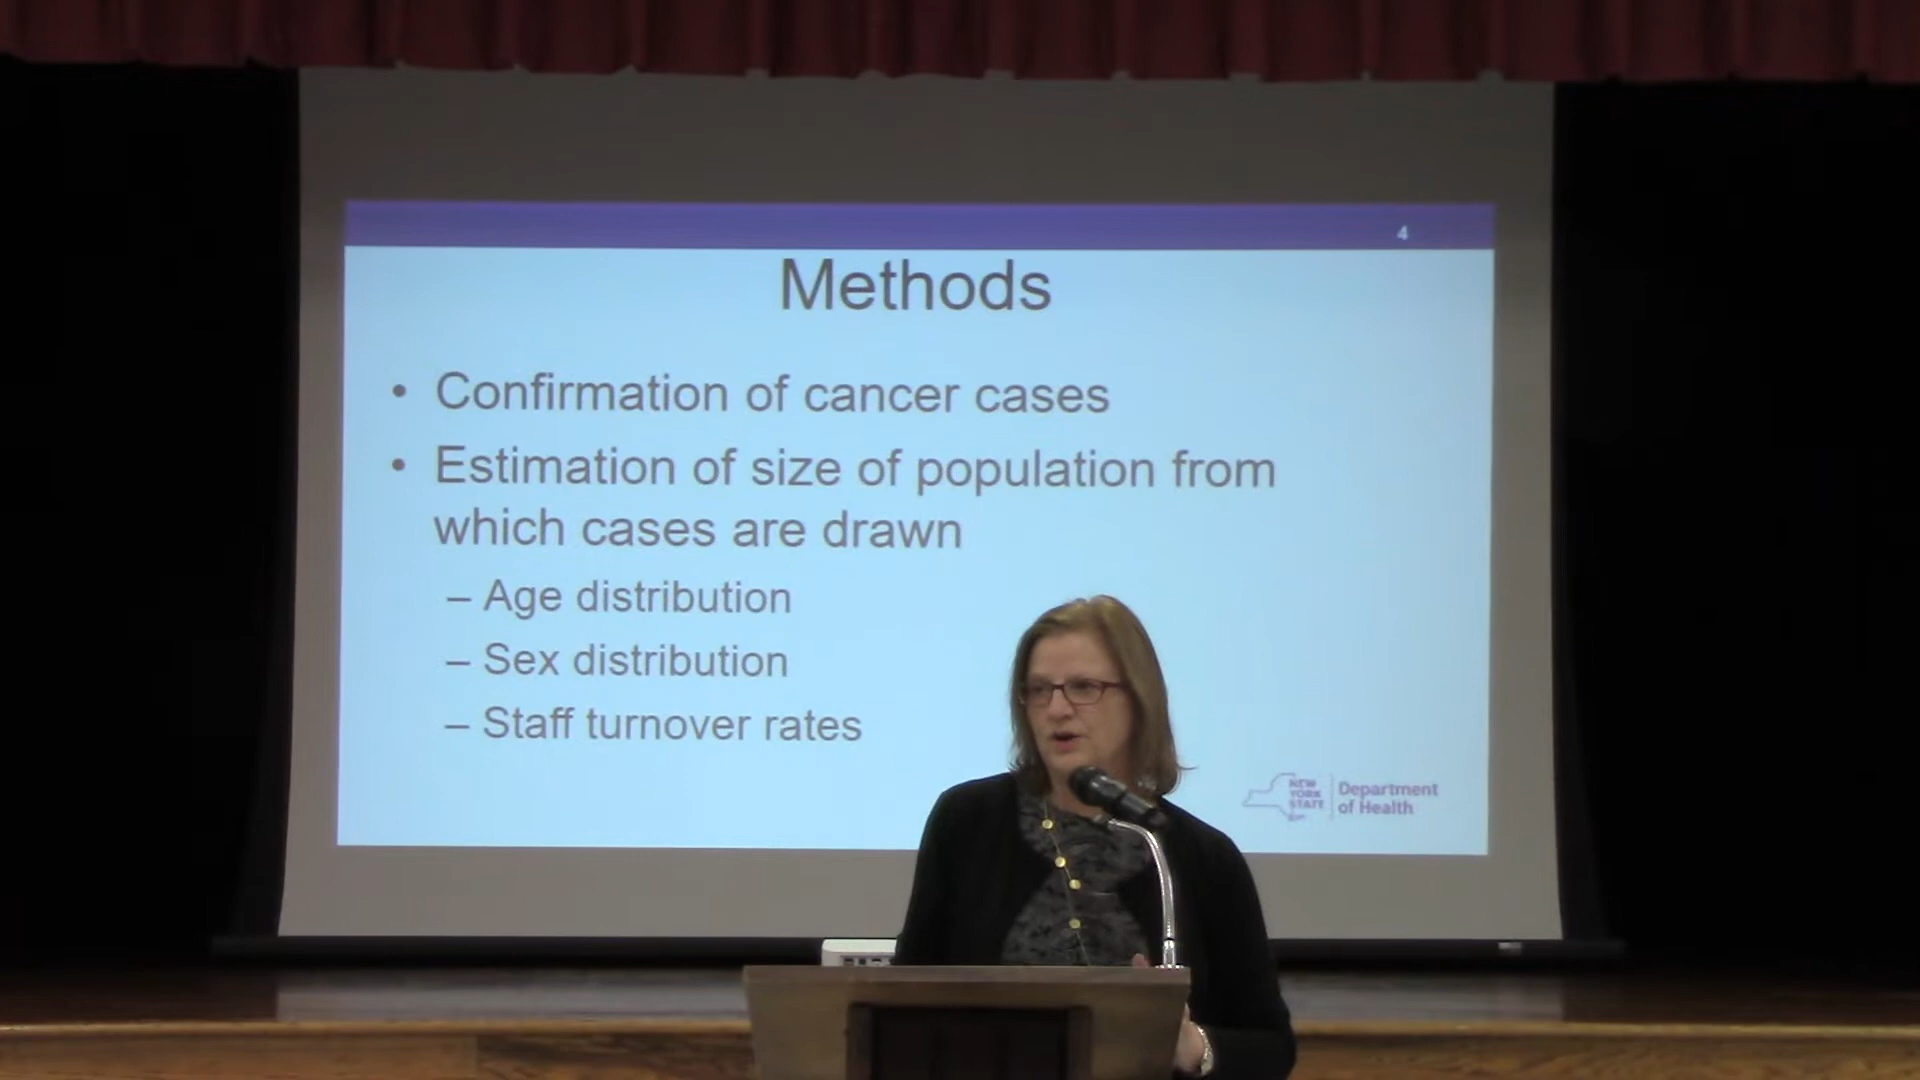 4
Methods
• Confirmation of cancer cases
• Estimation of size of population from
which cases are drawn
– Age distribution
– Sex distribution
– Staff turnover rates
NEW
YORK
STATE
Department
of Health